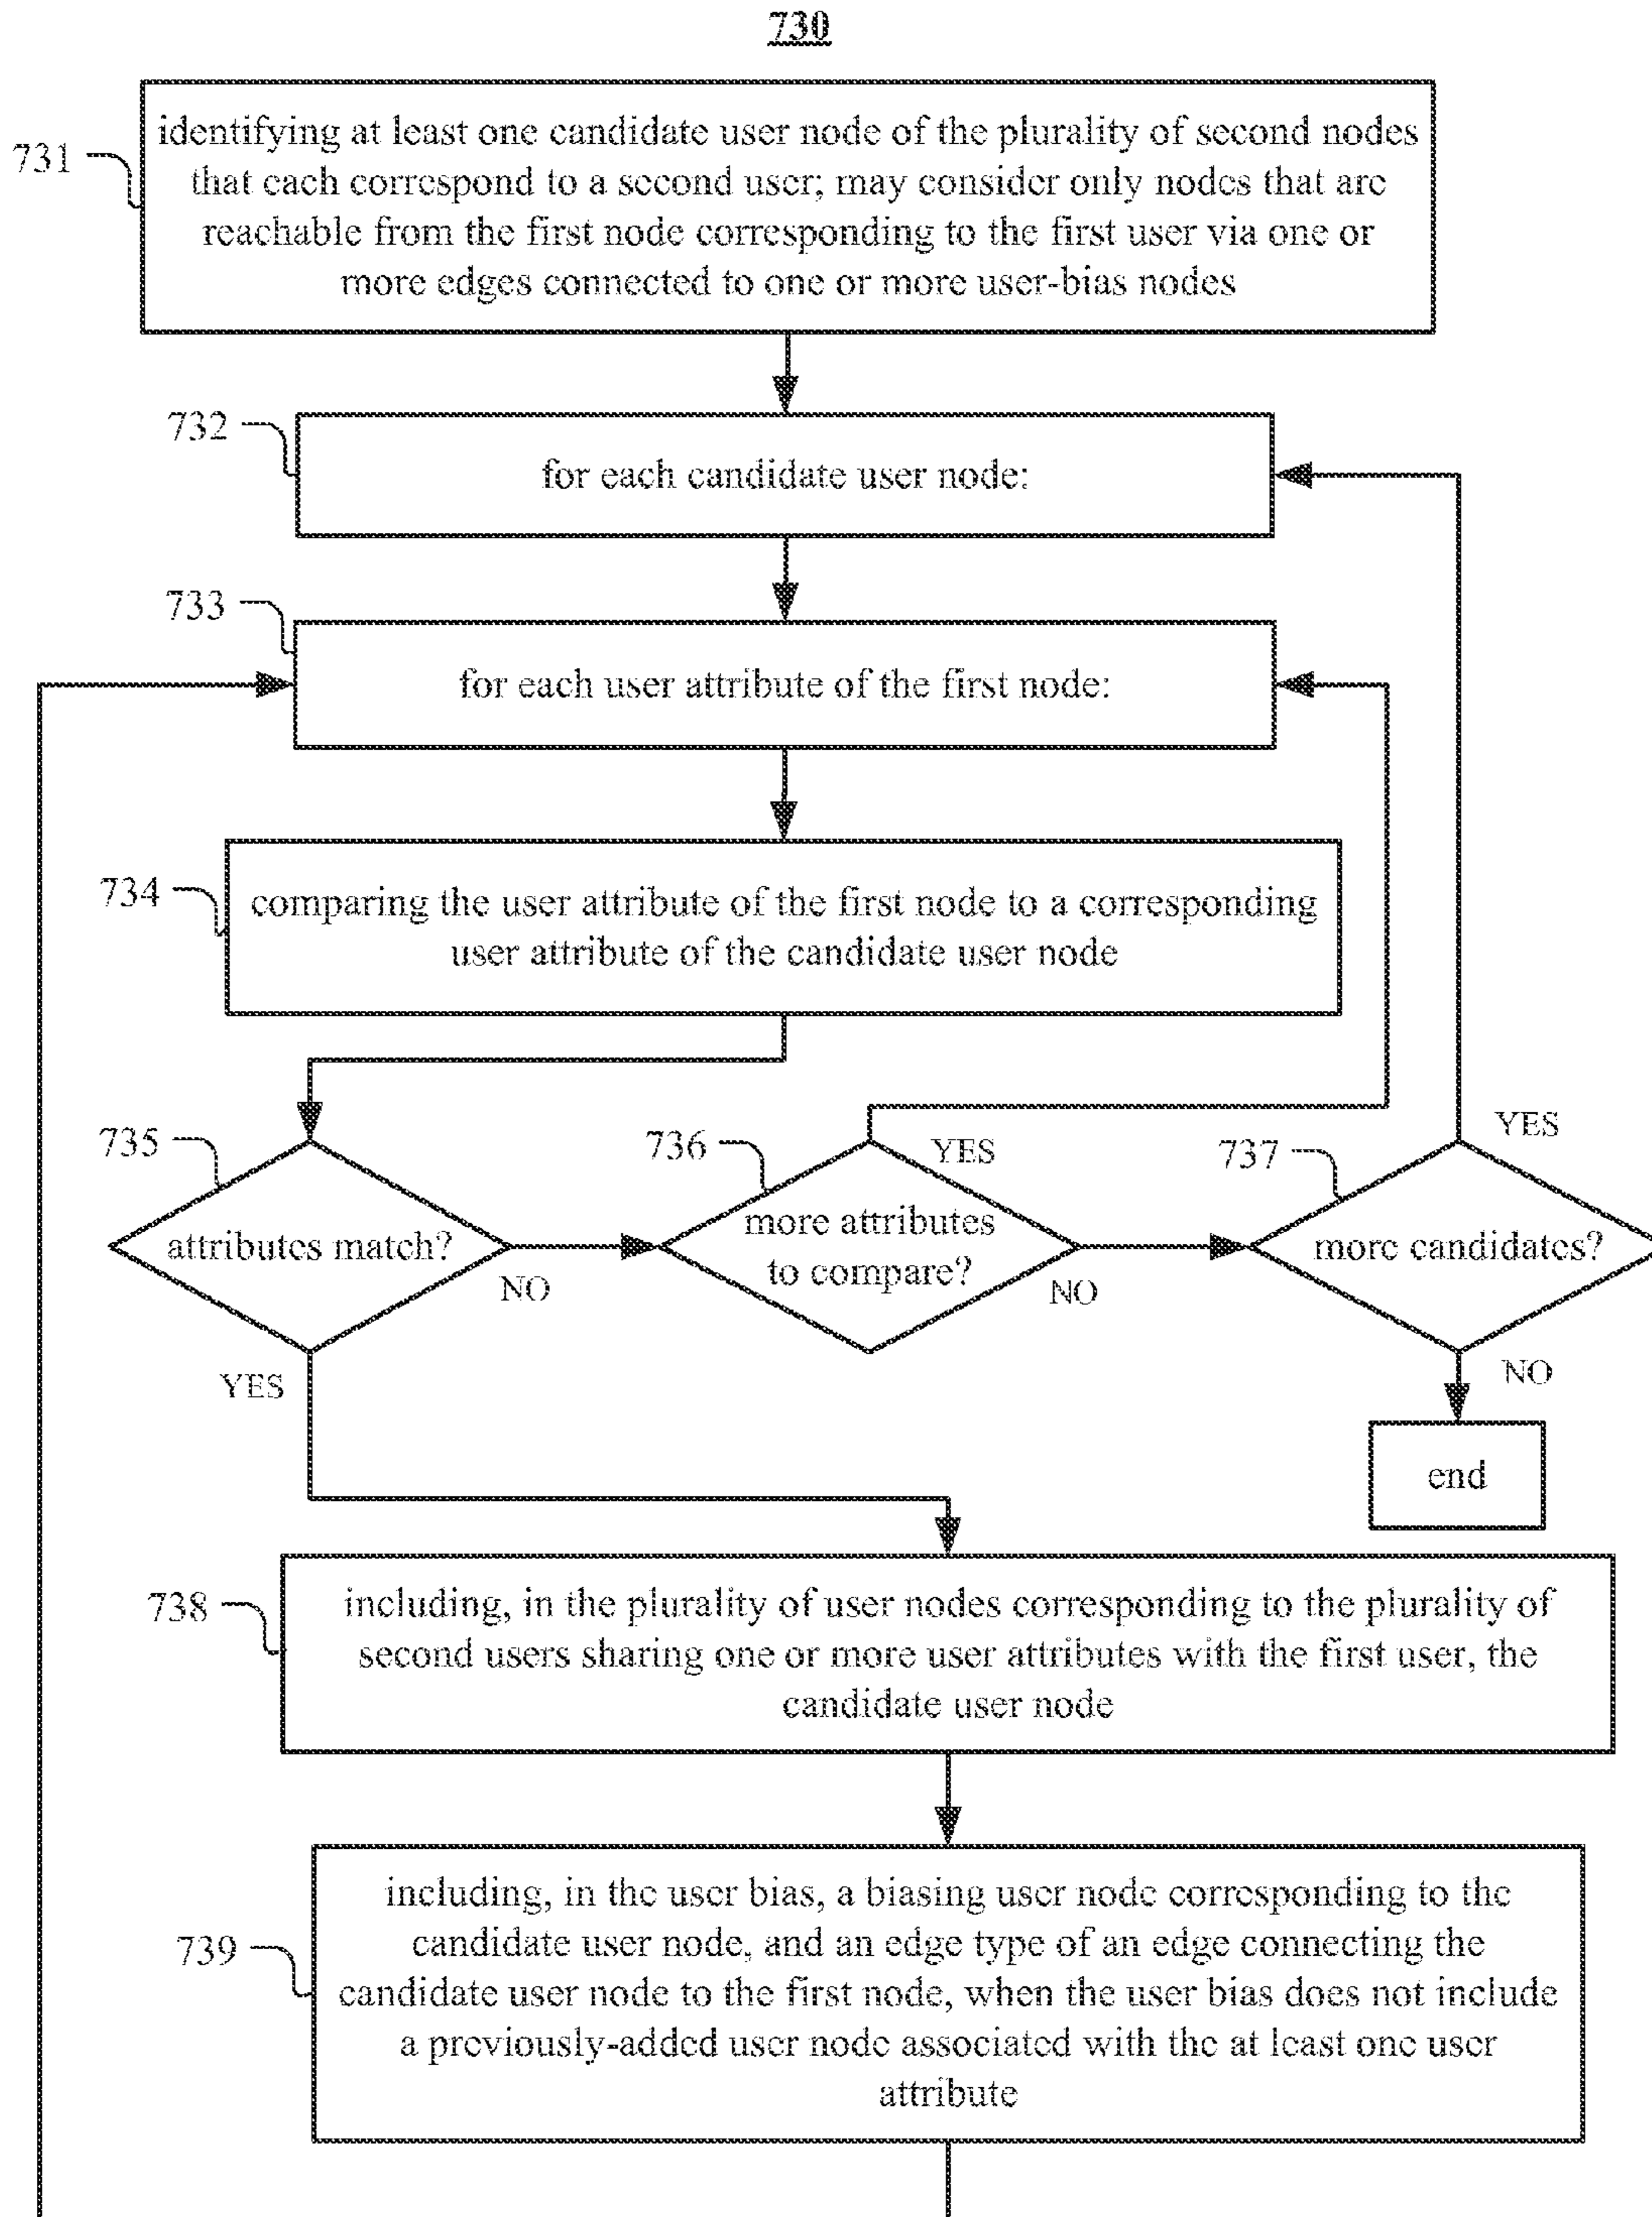 730
731
identifying at least one candidate user node of the plurality of second nodes
that each correspond to a second user; may consider only nodes that are
reachable from the first node corresponding to the first user via one or
more edges connected to one or more user-bias nodes
732
for each candidate user node:
733
for each user attribute of the first node:
734
comparing the user attribute of the first node to a corresponding
user attribute of the candidate user node
735
attributes match?
NO
YES
736
more attributes
to compare?
YES
NO
737
more candidates?
YES
NO
end
738
including, in the plurality of user nodes corresponding to the plurality of
second users sharing one or more user attributes with the first user, the
candidate user node
739
including, in the user bias, a biasing user node corresponding to the
candidate user node, and an edge type of an edge connecting the
candidate user node to the first node, when the user bias does not include
a previously-added user node associated with the at least one user
attribute